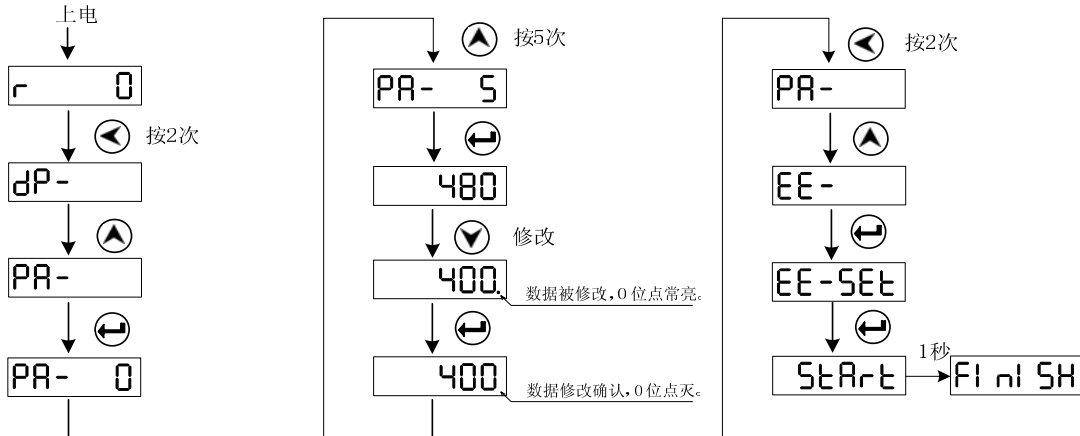 上电
r 0
按2次
dP-
PA-
PA- 0
按5次
PA- 5
480
修改
400.
数据被修改,0位点常亮。
400
数据修改确认,0位点灭。
按2次
PA-
EE-
EE-SEt
StArt
1秒
FInISH